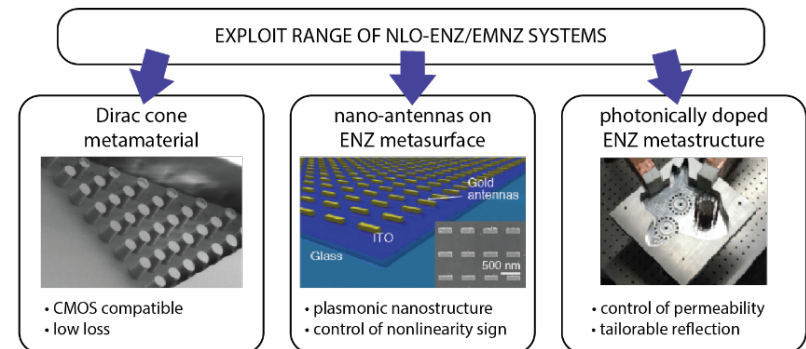 EXPLOIT RANGE OF NLO-ENZ/EMNZ SYSTEMS
Dirac cone
metamaterial
• CMOS compatible
• low loss
nano-antennas on
ENZ metasurface
Gold
antennas
ITO
Glass
500 nm
• plasmonic nanostructure
• control of nonlinearity sign
photonically doped
ENZ metastructure
• control of permeability
• tailorable reflection